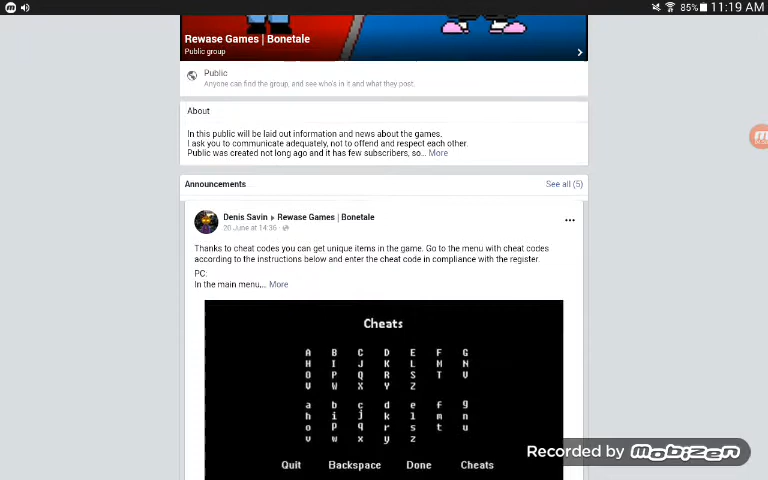 85% 11:19 AM
Rewase Games | Bonetale
Public group
Public
Anyone can find the group, and see who's in it and what they post.
About
In this public will be laid out information and news about the games.
I ask you to communicate adequately, not to offend and respect each other.
Public was created not long ago and it has few subscribers, so... More
Announcements
See all (5)
Denis Savin ▸ Rewase Games | Bonetale
20 June at 14:36 ·
Thanks to cheat codes you can get unique items in the game. Go to the menu with cheat codes
according to the instructions below and enter the cheat code in compliance with the register.
PC:
In the main menu,... More
Cheats
A B C D E F G
H I J K L M N
O P Q R S T U
V W X Y Z
a b c d e f g
h i j k l m n
o p q r s t u
v w x y z
Quit Backspace Done Cheats
Recorded by mobizen